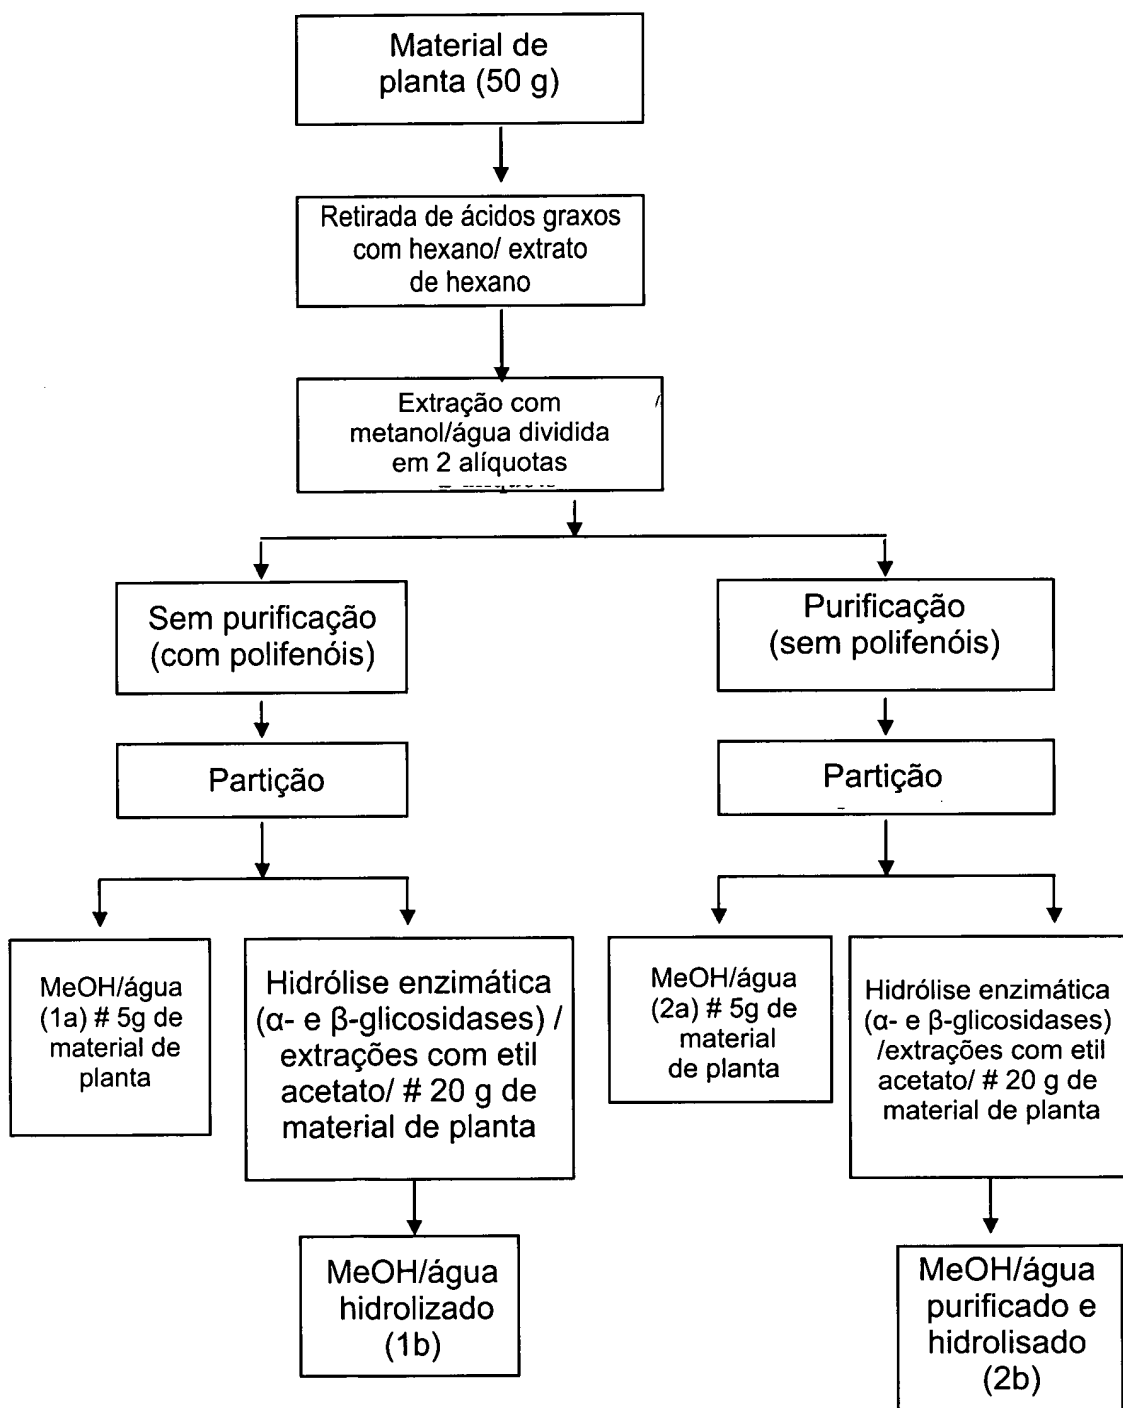 Material de
planta (50 g)
Retirada de ácidos graxos
com hexano/ extrato
de hexano
Extração com
metanol/água dividida
em 2 alíquotas
Sem purificação
(com polifenóis)
Purificação
(sem polifenóis)
Partição
Partição
MeOH/água
(1a) # 5g de
material de
planta
Hidrólise enzimática
(α- e β-glicosidases) /
extrações com etil
acetato/ # 20 g de
material de planta
MeOH/água
(2a) # 5g de
material
de planta
Hidrólise enzimática
(α- e β-glicosidases)
/extrações com etil
acetato/ # 20 g de
material de planta
MeOH/água
hidrolizado
(1b)
MeOH/água
purificado e
hidrolisado
(2b)